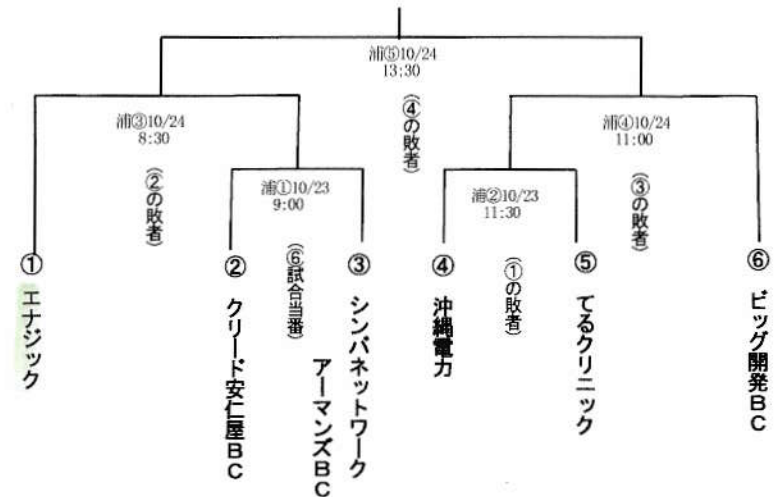 浦⑤10/24
13:30
(④の敗者)
浦③10/24
8:30
(②の敗者)
浦④10/24
11:00
(③の敗者)
浦①10/23
9:00
(⑥試合当番)
浦②10/23
11:30
(①の敗者)
①
エナジック
②
クリード安仁屋BC
③
シンバネットワーク
アーマンズBC
④
沖縄電力
⑤
てるクリニック
⑥
ビッグ開発BC